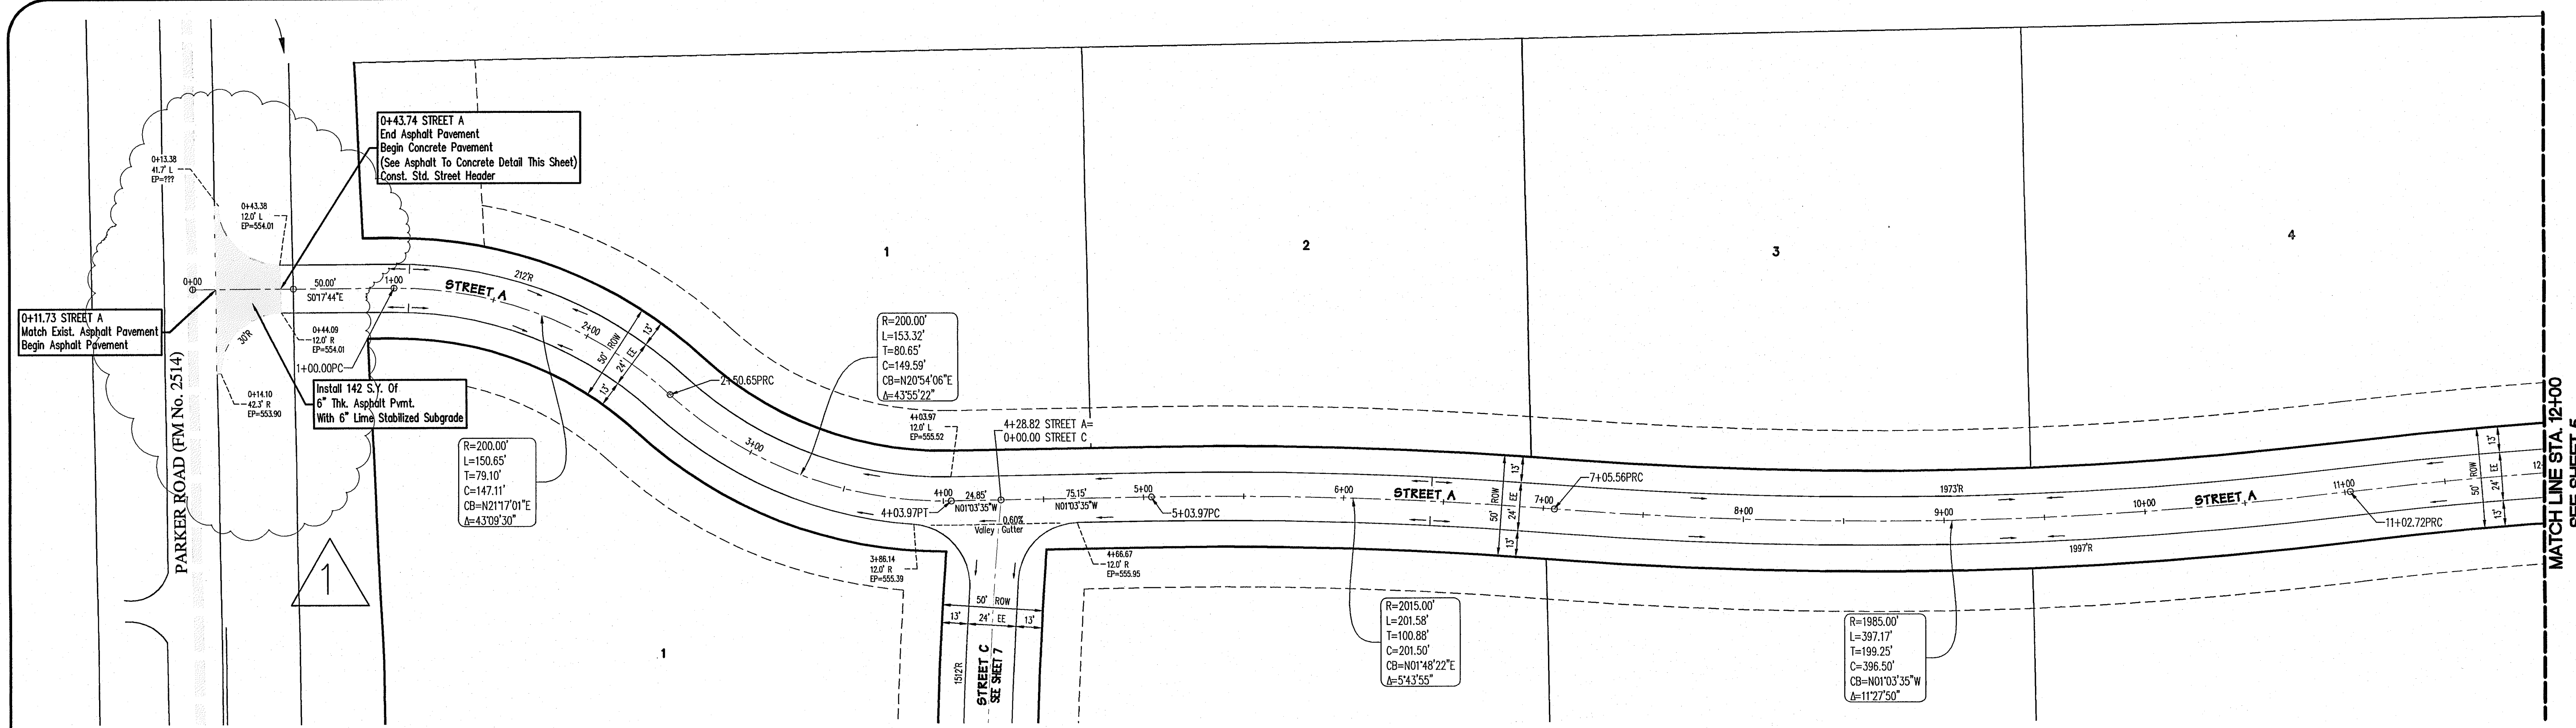 0+43.74 STREET A
End Asphalt Pavement
Begin Concrete Pavement
(See Asphalt To Concrete Detail This Sheet)
Const. Std. Street Header
0+13.38
41.7' L
EP=???
0+43.38
12.0' L
EP=554.01
0+00
50.00'
S0°17'44"E
1+00
STREET A
212'R
0+11.73 STREET A
Match Exist. Asphalt Pavement
Begin Asphalt Pavement
30'R
0+44.09
12.0' R
EP=554.01
1+00.00PC
0+14.10
42.3' R
EP=553.90
Install 142 S.Y. Of
6" Thk. Asphalt Pvmt.
With 6" Lime Stabilized Subgrade
PARKER ROAD (FM No. 2514)
1
2+00
50' ROW
13'
24' EE
13'
2+50.65PRC
R=200.00'
L=150.65'
T=79.10'
C=147.11'
CB=N21°17'01"E
Δ=43°09'30"
3+00
R=200.00'
L=153.32'
T=80.65'
C=149.59'
CB=N20°54'06"E
Δ=43°55'22"
1
2
3
4
1
4+03.97
12.0' L
EP=555.52
4+28.82 STREET A=
0+00.00 STREET C
4+00
24.85'
N01°03'35"W
75.15'
N01°03'35"W
5+00
4+03.97PT
0.60%
Valley Gutter
5+03.97PC
3+86.14
12.0' R
EP=555.39
4+66.67
12.0' R
EP=555.95
50' ROW
13'
24' EE
13'
1512'R
STREET C
SEE SHEET 7
6+00
STREET A
50' ROW
13'
24' EE
13'
7+00
7+05.56PRC
R=2015.00'
L=201.58'
T=100.88'
C=201.50'
CB=N01°48'22"E
Δ=5°43'55"
8+00
9+00
1973'R
10+00
STREET A
11+00
1997'R
11+02.72PRC
R=1985.00'
L=397.17'
T=199.25'
C=396.50'
CB=N01°03'35"W
Δ=11°27'50"
50' ROW
13'
24' EE
13'
12+
MATCH LINE STA. 12+00
SEE SHEET 5